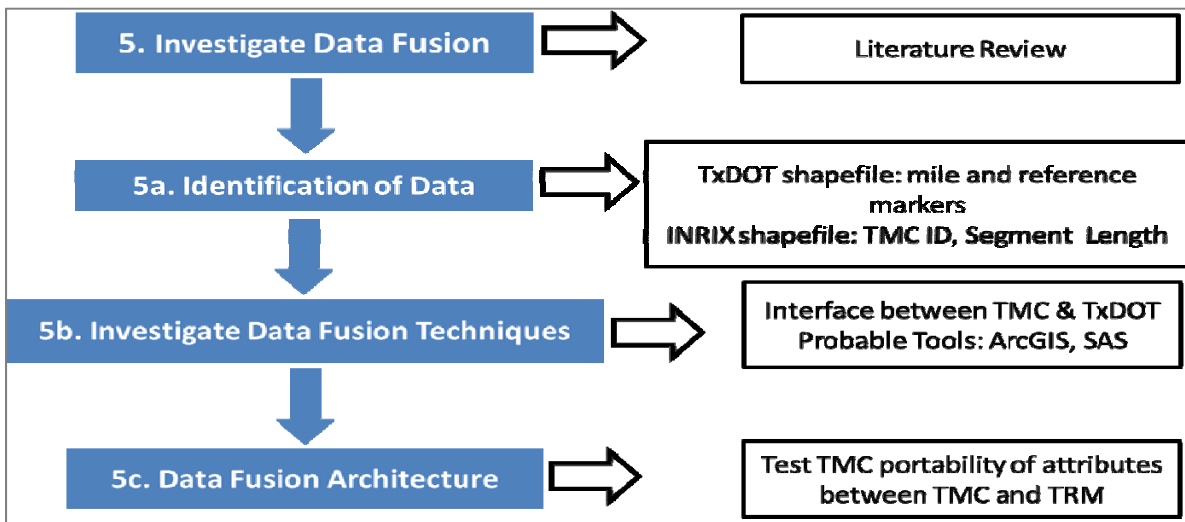 5. Investigate Data Fusion
Literature Review
5a. Identification of Data
TxDOT shapefile: mile and reference
markers
INRIX shapefile: TMC ID, Segment Length
5b. Investigate Data Fusion Techniques
Interface between TMC & TxDOT
Probable Tools: ArcGIS, SAS
5c. Data Fusion Architecture
Test TMC portability of attributes
between TMC and TRM